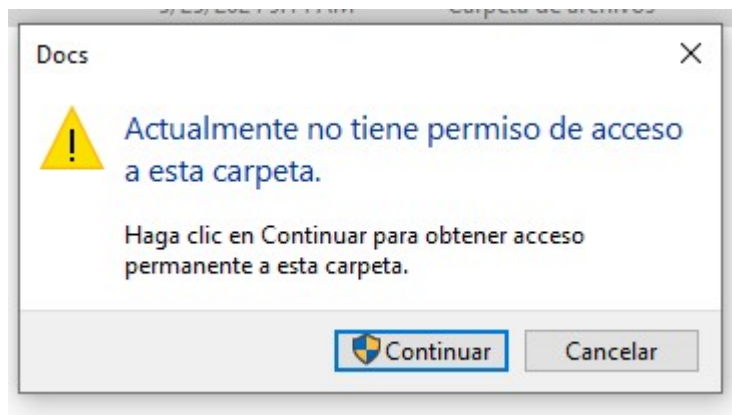 Docs
Actualmente no tiene permiso de acceso
a esta carpeta.
Haga clic en Continuar para obtener acceso
permanente a esta carpeta.
Continuar
Cancelar